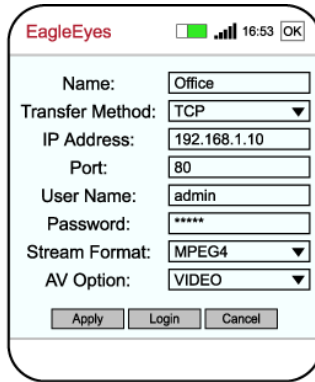 EagleEyes 16:53 OK
Name: Office
Transfer Method: TCP
IP Address: 192.168.1.10
Port: 80
User Name: admin
Password: *****
Stream Format: MPEG4
AV Option: VIDEO
Apply Login Cancel